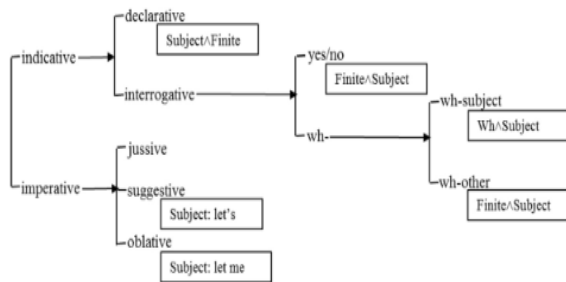 declarative
Subject∧Finite
indicative
yes/no
interrogative
Finite∧Subject
wh-subject
Wh∧Subject
wh-
jussive
wh-other
imperative
suggestive
Finite∧Subject
Subject: let's
oblative
Subject: let me